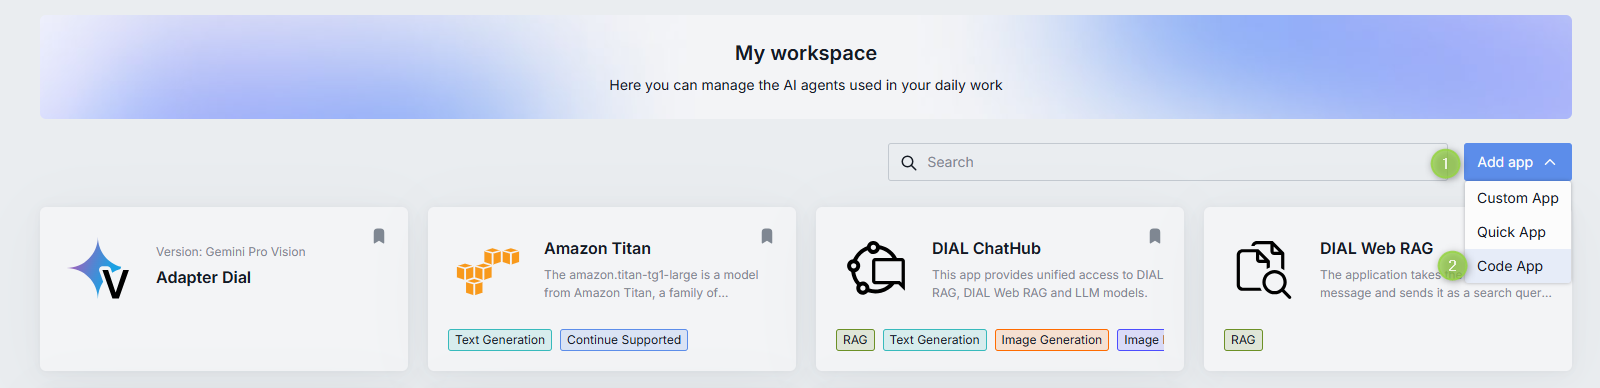 My workspace
Here you can manage the AI agents used in your daily work
Search
1
Add app
Custom App
Quick App
2
Code App
Version: Gemini Pro Vision
Adapter Dial
V
Amazon Titan
The amazon.titan-tg1-large is a model
from Amazon Titan, a family of...
Text Generation
Continue Supported
DIAL ChatHub
This app provides unified access to DIAL
RAG, DIAL Web RAG and LLM models.
RAG
Text Generation
Image Generation
Image
DIAL Web RAG
The application takes
message and sends it as a search quer...
RAG